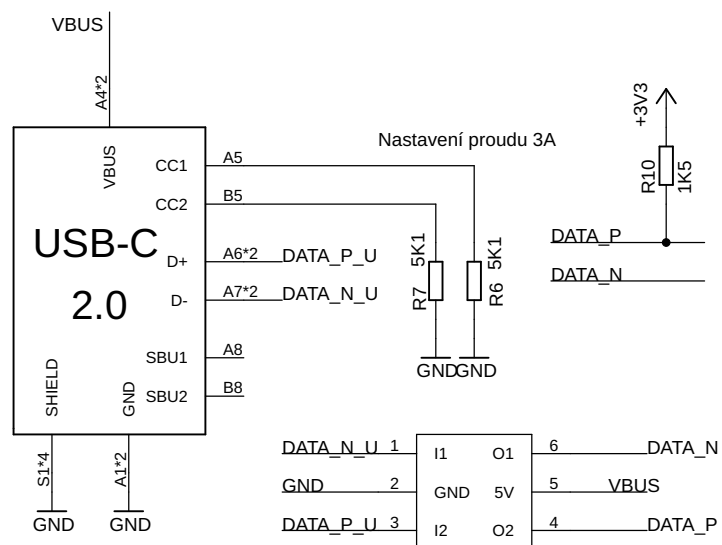 VBUS
A4*2
VBUS
CC1 A5
Nastavení proudu 3A
+3V3
R10 1K5
CC2 B5
USB-C
2.0
D+ A6*2 DATA_P_U
D- A7*2 DATA_N_U
R7 5K1
R6 5K1
DATA_P
DATA_N
SBU1 A8
SBU2 B8
GND GND
SHIELD
GND
S1*4
A1*2
GND GND
DATA_N_U 1 I1 O1 6 DATA_N
GND 2 GND 5V 5 VBUS
DATA_P_U 3 I2 O2 4 DATA_P